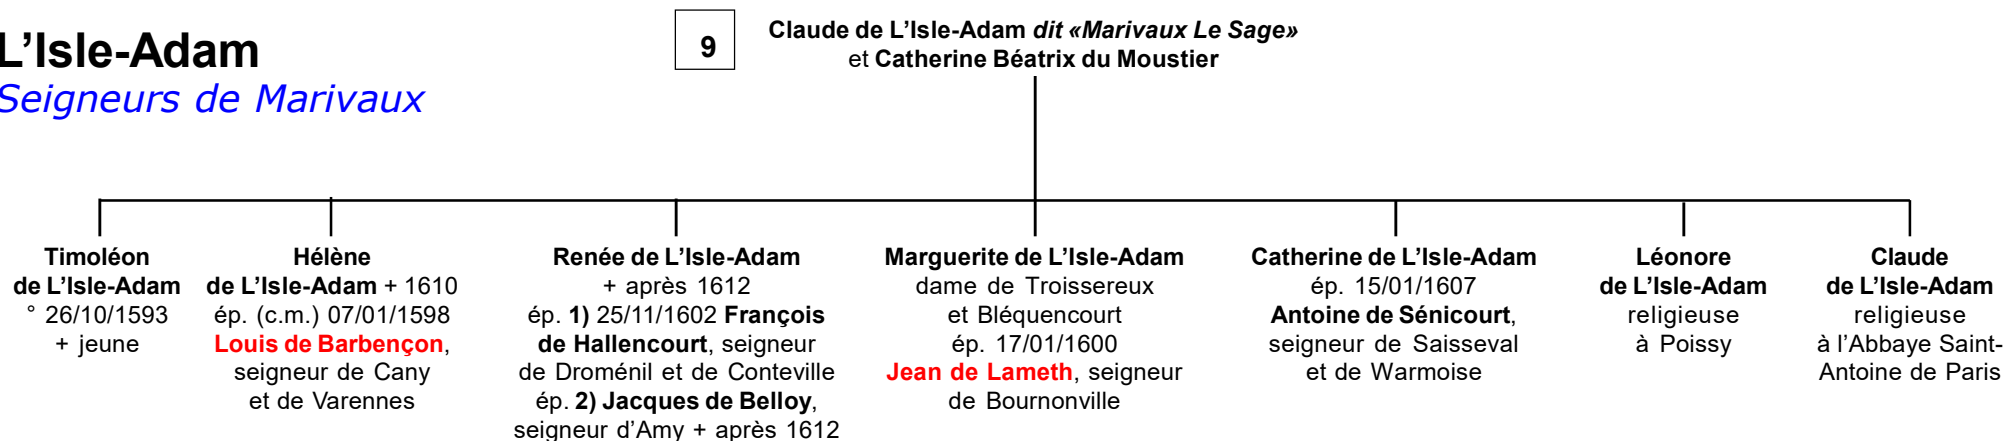 L'Isle-Adam
Seigneurs de Marivaux
9
Claude de L'Isle-Adam dit «Marivaux Le Sage»
et Catherine Béatrix du Moustier
Timoléon
de L'Isle-Adam
° 26/10/1593
+ jeune
Hélène
de L'Isle-Adam + 1610
ép. (c.m.) 07/01/1598
Louis de Barbençon,
seigneur de Cany
et de Varennes
Renée de L'Isle-Adam
+ après 1612
ép. 1) 25/11/1602 François
de Hallencourt, seigneur
de Droménil et de Conteville
ép. 2) Jacques de Belloy,
seigneur d'Amy + après 1612
Marguerite de L'Isle-Adam
dame de Troissereux
et Bléquencourt
ép. 17/01/1600
Jean de Lameth, seigneur
de Bournonville
Catherine de L'Isle-Adam
ép. 15/01/1607
Antoine de Sénicourt,
seigneur de Saisseval
et de Warmoise
Léonore
de L'Isle-Adam
religieuse
à Poissy
Claude
de L'Isle-Adam
religieuse
à l'Abbaye Saint-
Antoine de Paris